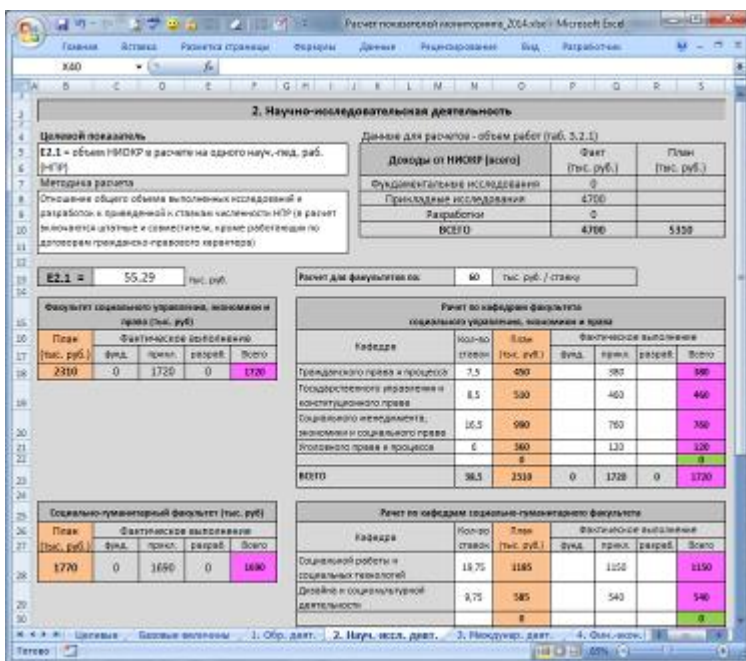 Расчет показателей мониторинга_2014.xlsx - Microsoft Excel
Главная Вставка Разметка страницы Формулы Данные Рецензирование Вид Разработчик
X40
2. Научно-исследовательская деятельность
Целевой показатель
Данные для расчетов - объем работ (таб. 3.2.1)
E2.1 = объем НИОКР в расчете на одного науч.-пед. раб. (НПР)
Доходы от НИОКР (всего) Факт (тыс. руб.) План (тыс. руб.)
Методика расчета
Фундаментальные исследования 0
Отношение общего объема выполненных исследований и
Прикладные исследования 4700
разработок к приведенной к ставкам численности НПР (в расчет
Разработки 0
включаются штатные и совместители, кроме работающих по
ВСЕГО 4700 5310
договорам гражданско-правового характера)
E2.1 = 55.29 тыс. руб. Расчет для факультетов по: 60 тыс. руб. / ставку
Факультет социального управления, экономики и права (тыс. руб)
План (тыс. руб.) Фактическое выполнение
фунд. прикл. разраб. Всего
2310 0 1720 0 1720
Расчет по кафедрам факультета
социального управления, экономики и права
Кафедра Кол-во ставок План (тыс. руб.) Фактическое выполнение
фунд. прикл. разраб. Всего
Гражданского права и процесса 7,5 450 380 380
Государственного управления и конституционного права 8,5 460 460
Социального менеджмента, экономики и социального права 16,5 990 760 760
Уголовного права и процесса 6 360 120 120
0 0
ВСЕГО 38,5 0 1720 0 1720
Социально-гуманитарный факультет (тыс. руб)
План (тыс. руб.) Фактическое выполнение
фунд. прикл. разраб. Всего
1770 0 1690 0 1690
Расчет по кафедрам социально-гуманитарного факультета
Кафедра Кол-во ставок План (тыс. руб.) Фактическое выполнение
фунд. прикл. разраб. Всего
Социальной работы и социальных технологий 19,75 1185 1150 1150
Дизайна и социокультурной деятельности 9,75 585 540 540
0 0
Целевые Базовые величины 1. Обр. деят. 2. Науч. иссл. деят. 3. Междунар. деят. 4. Фин.-экон.
Готово